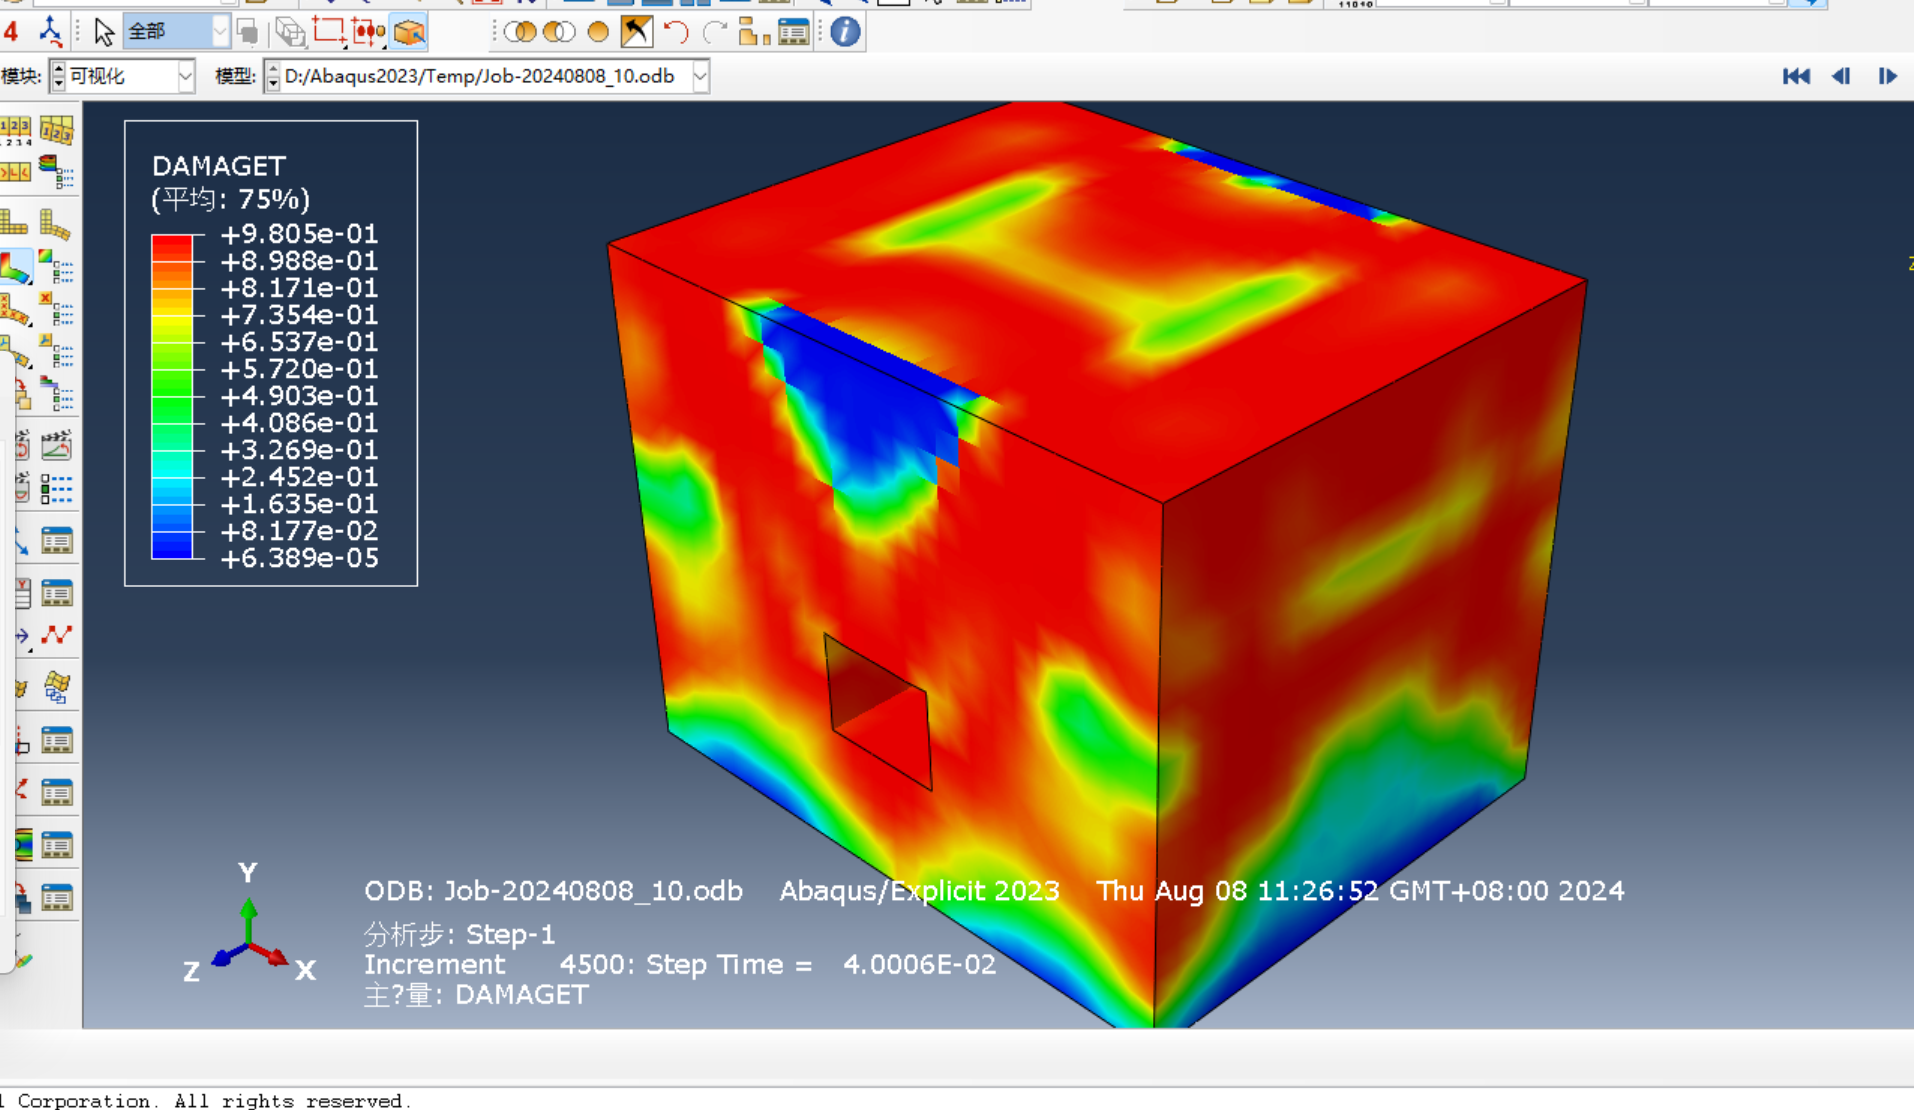 11010
4 全部
模块: 可视化 模型: D:/Abaqus2023/Temp/Job-20240808_10.odb
DAMAGET
(平均: 75%)
+9.805e-01
+8.988e-01
+8.171e-01
+7.354e-01
+6.537e-01
+5.720e-01
+4.903e-01
+4.086e-01
+3.269e-01
+2.452e-01
+1.635e-01
+8.177e-02
+6.389e-05
Y
Z X
ODB: Job-20240808_10.odb Abaqus/Explicit 2023 Thu Aug 08 11:26:52 GMT+08:00 2024
分析步: Step-1
Increment 4500: Step Time = 4.0006E-02
主?量: DAMAGET
Corporation. All rights reserved.